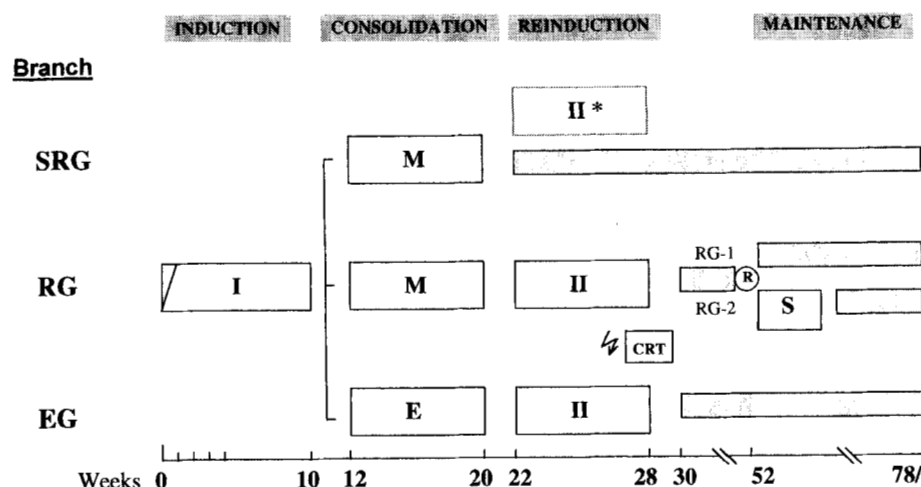 INDUCTION CONSOLIDATION REINDUCTION MAINTENANCE
Branch
II *
SRG M
RG-1
RG I M II R
RG-2 S
CRT
EG E II
Weeks 0 10 12 20 22 28 30 52 78/